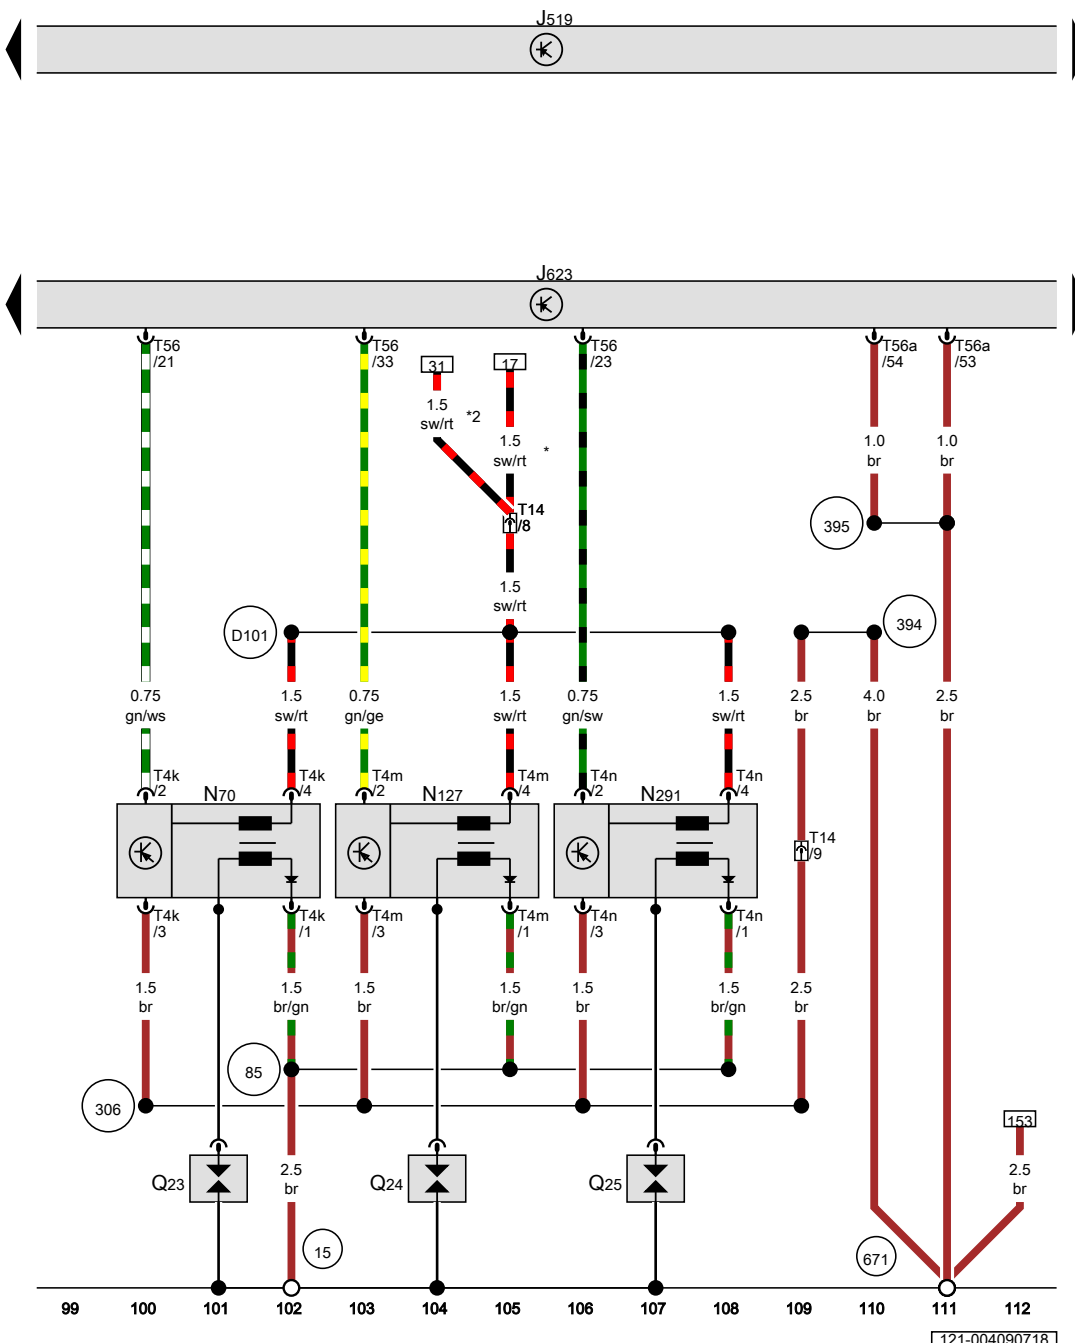 J519
J623
T56 T56 T56 T56a T56a
/21 /33 /23 /54 /53
31 17
1.5
sw/rt *2
1.5
sw/rt *
1.0 1.0
br br
T14
/8
395
1.5
sw/rt
D101 394
0.75 1.5 0.75 1.5 0.75 1.5 2.5 4.0 2.5
gn/ws sw/rt gn/ge sw/rt gn/sw sw/rt br br br
T4k T4k T4m T4m T4n T4n
/2 /4 /2 /4 /2 /4
N70 N127 N291
T14
/9
T4k T4k T4m T4m T4n T4n
/3 /1 /3 /1 /3 /1
1.5 1.5 1.5 1.5 1.5 1.5 2.5
br br/gn br br/gn br br/gn br
85
306
153
Q23 Q24 Q25
2.5 2.5
br br
15 671
99 100 101 102 103 104 105 106 107 108 109 110 111 112
121-004090718